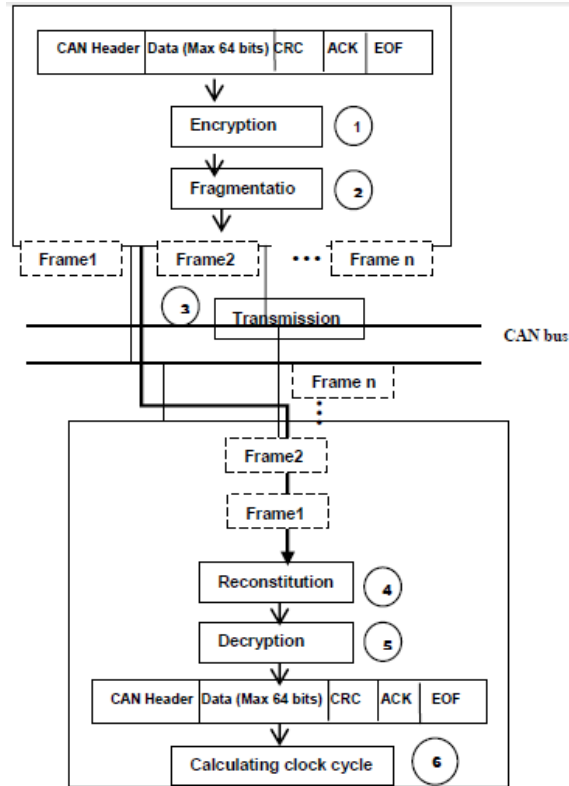 CAN Header Data (Max 64 bits) CRC ACK EOF
Encryption 1
Fragmentatio 2
Frame1 Frame2 ... Frame n
3 Transmission
CAN bus
Frame n
Frame2
Frame1
Reconstitution 4
Decryption 5
CAN Header Data (Max 64 bits) CRC ACK EOF
Calculating clock cycle 6